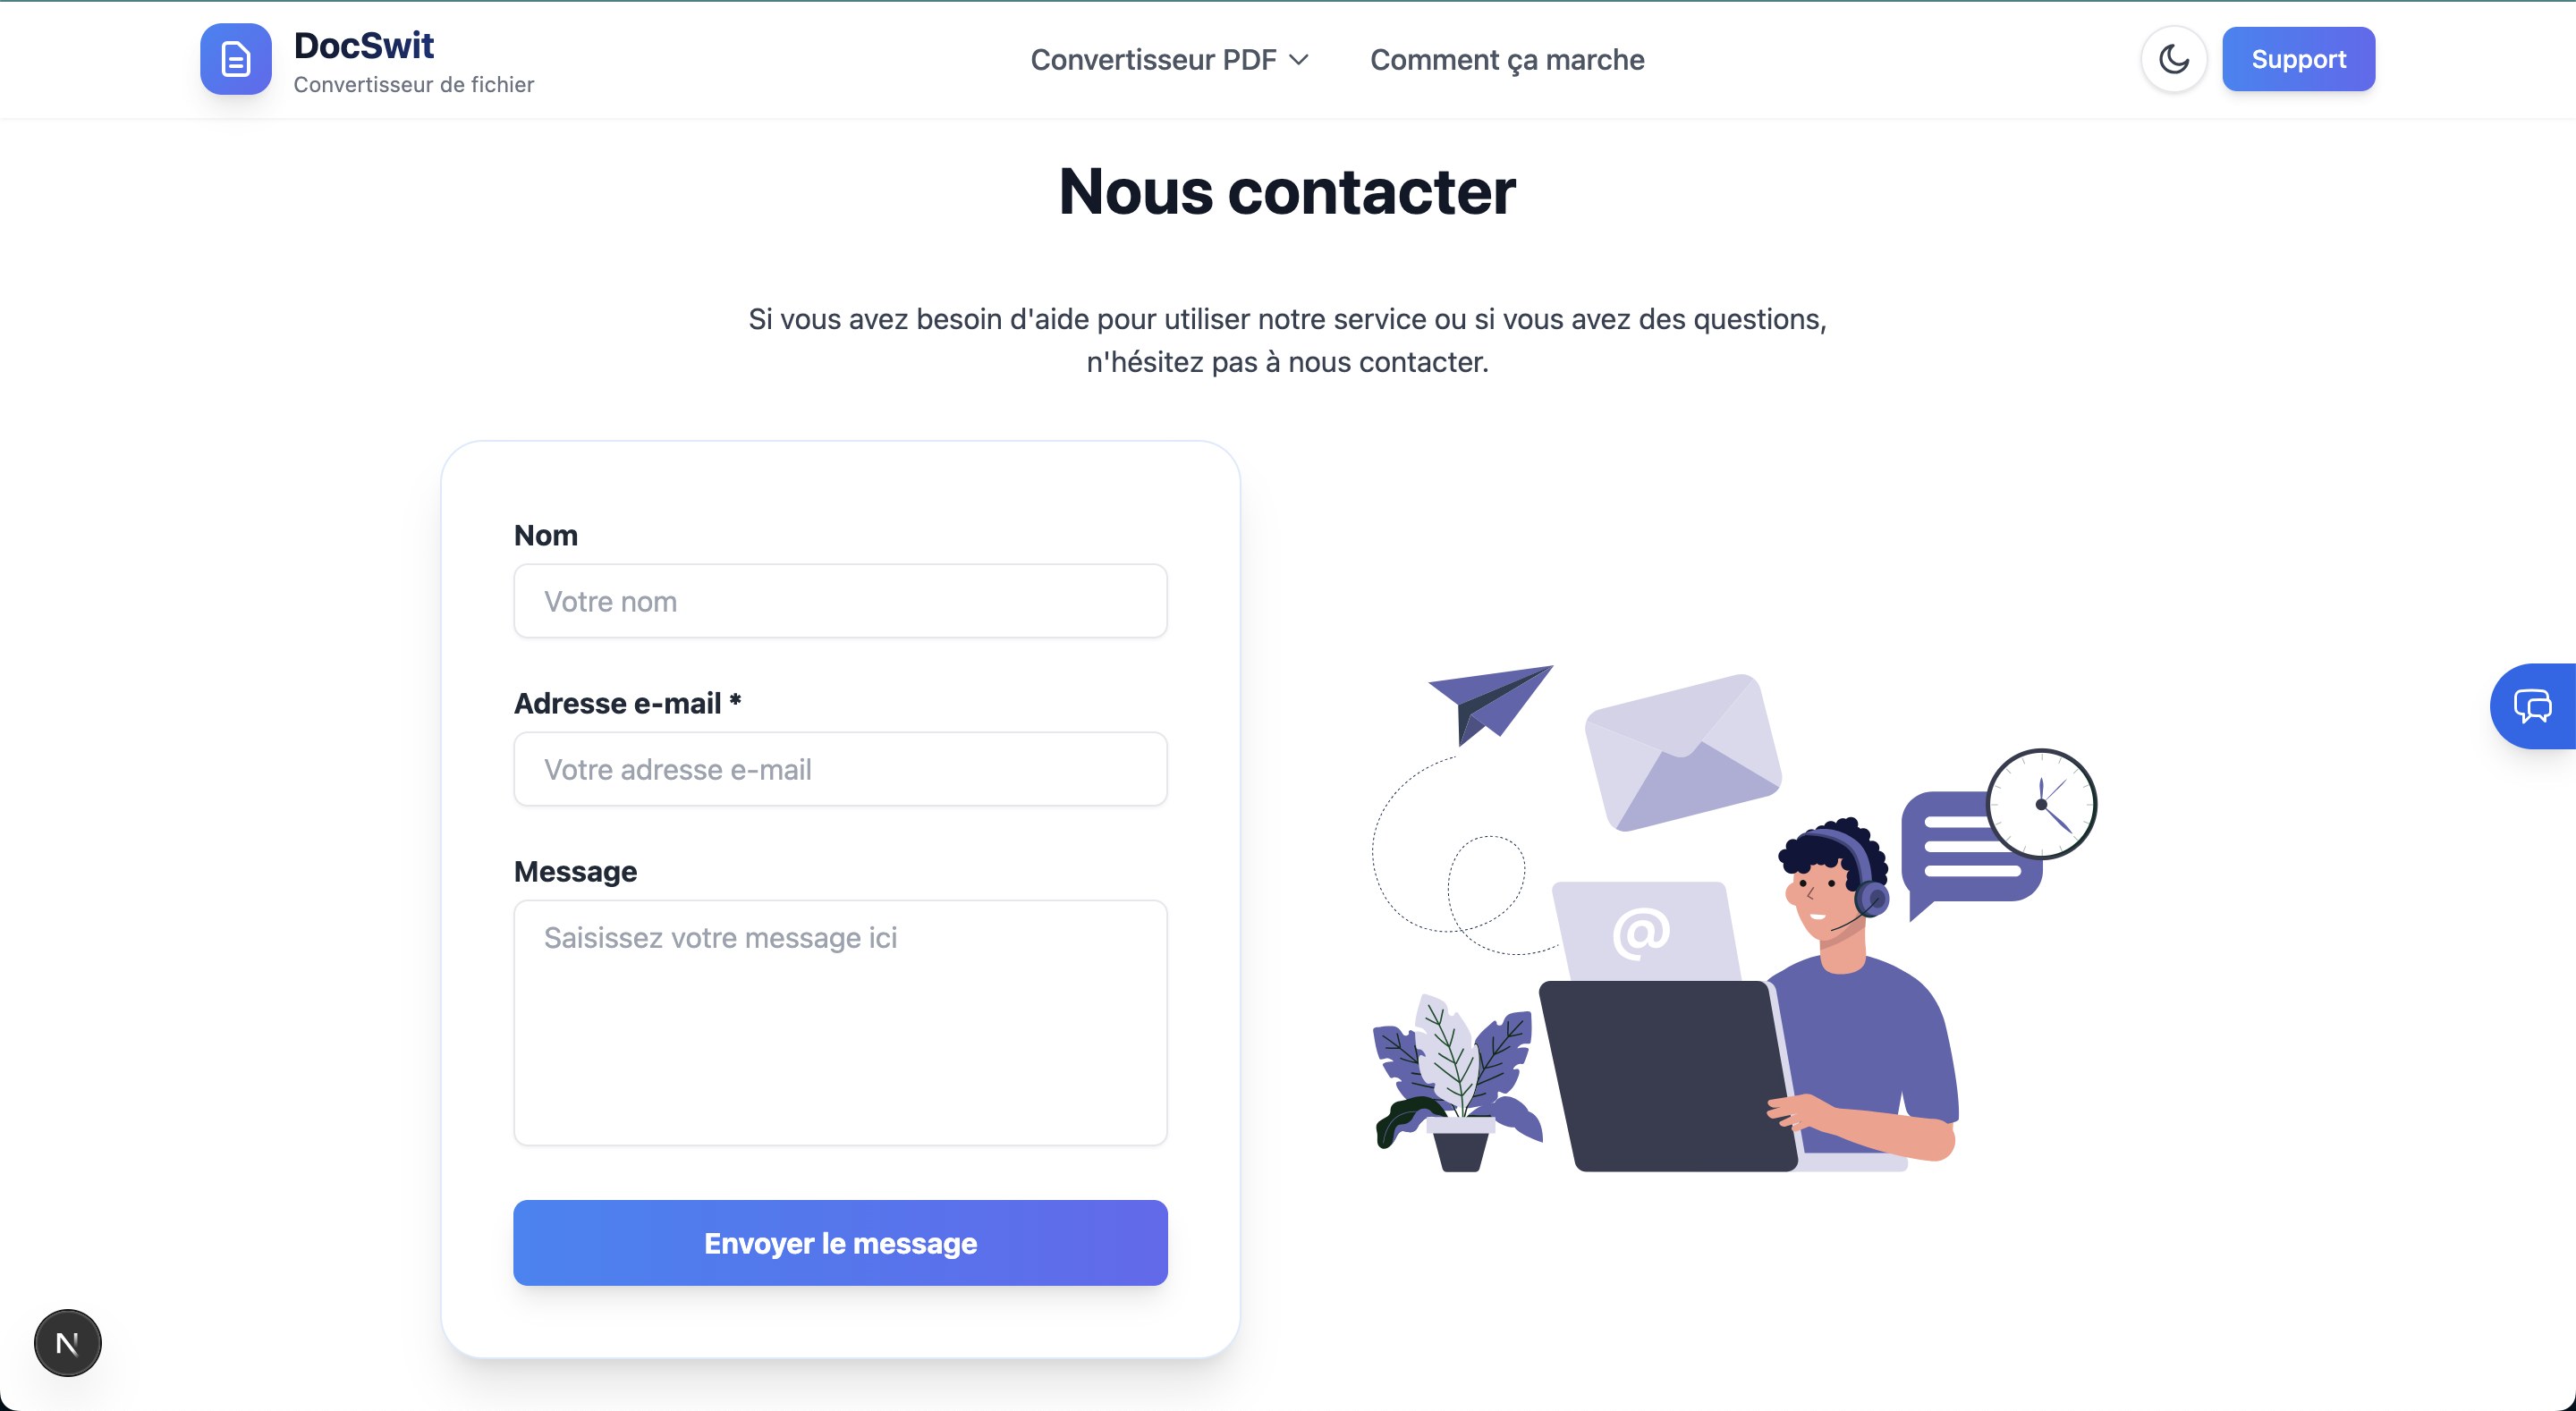 DocSwit
Convertisseur de fichier
Convertisseur PDF
Comment ça marche
Support
Nous contacter
Si vous avez besoin d'aide pour utiliser notre service ou si vous avez des questions,
n'hésitez pas à nous contacter.
Nom
Votre nom
Adresse e-mail *
Votre adresse e-mail
Message
Saisissez votre message ici
Envoyer le message
@
N